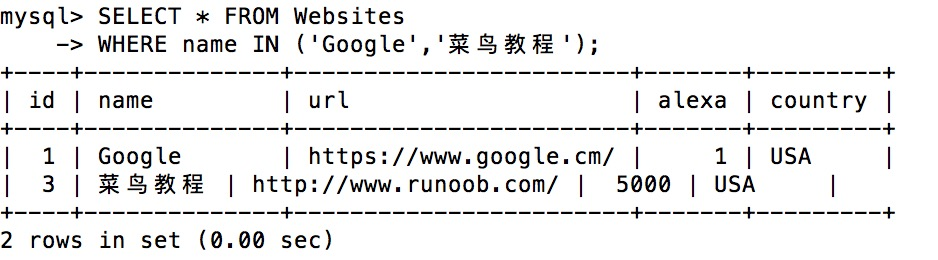 mysql> SELECT * FROM Websites
    -> WHERE name IN ('Google','菜鸟教程');
+----+--------------+---------------------------+-------+---------+
| id | name         | url                       | alexa | country |
+----+--------------+---------------------------+-------+---------+
|  1 | Google       | https://www.google.cm/ |     1 | USA     |
|  3 | 菜鸟教程 | http://www.runoob.com/ |  5000 | USA     |
+----+--------------+---------------------------+-------+---------+
2 rows in set (0.00 sec)